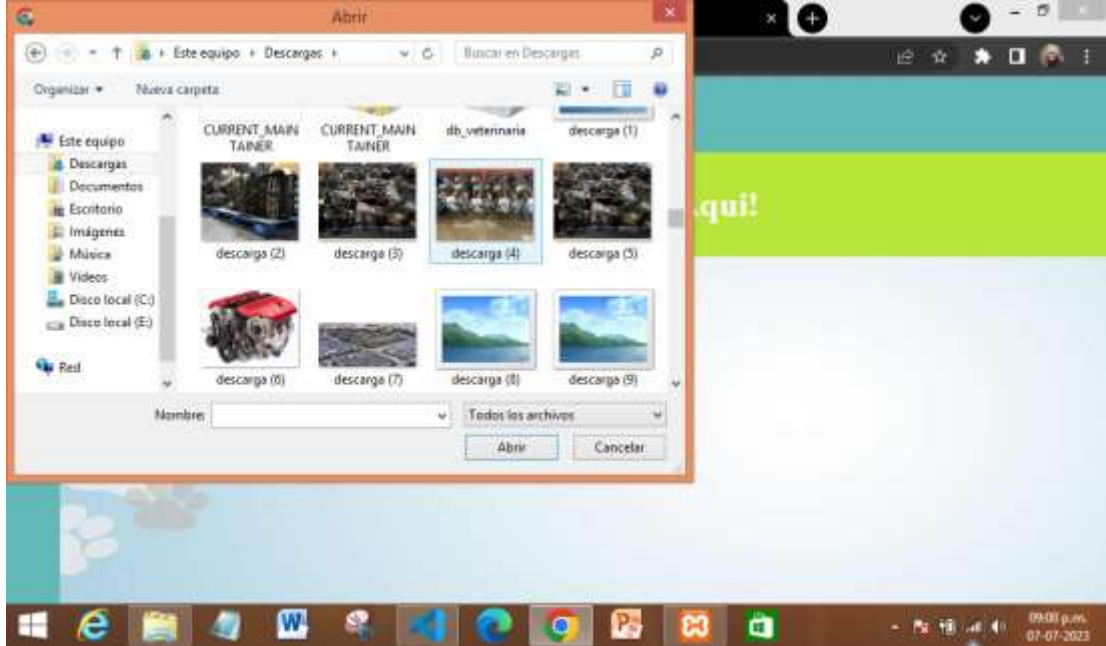 Abrir
Este equipo
Descargas
Buscar en Descargas
Organizar
Nueva carpeta
Este equipo
Descargas
Documentos
Escritorio
Imágenes
Música
Videos
Disco local (C:)
Disco local (E:)
Red
CURRENT_MAIN
TAINER
CURRENT_MAIN
TAINER
db_veterinaria
descarga (1)
descarga (2)
descarga (3)
descarga (4)
descarga (5)
descarga (6)
descarga (7)
descarga (8)
descarga (9)
Nombre:
Todos los archivos
Abrir
Cancelar
qui!
09:00 p.m.
07-07-2023